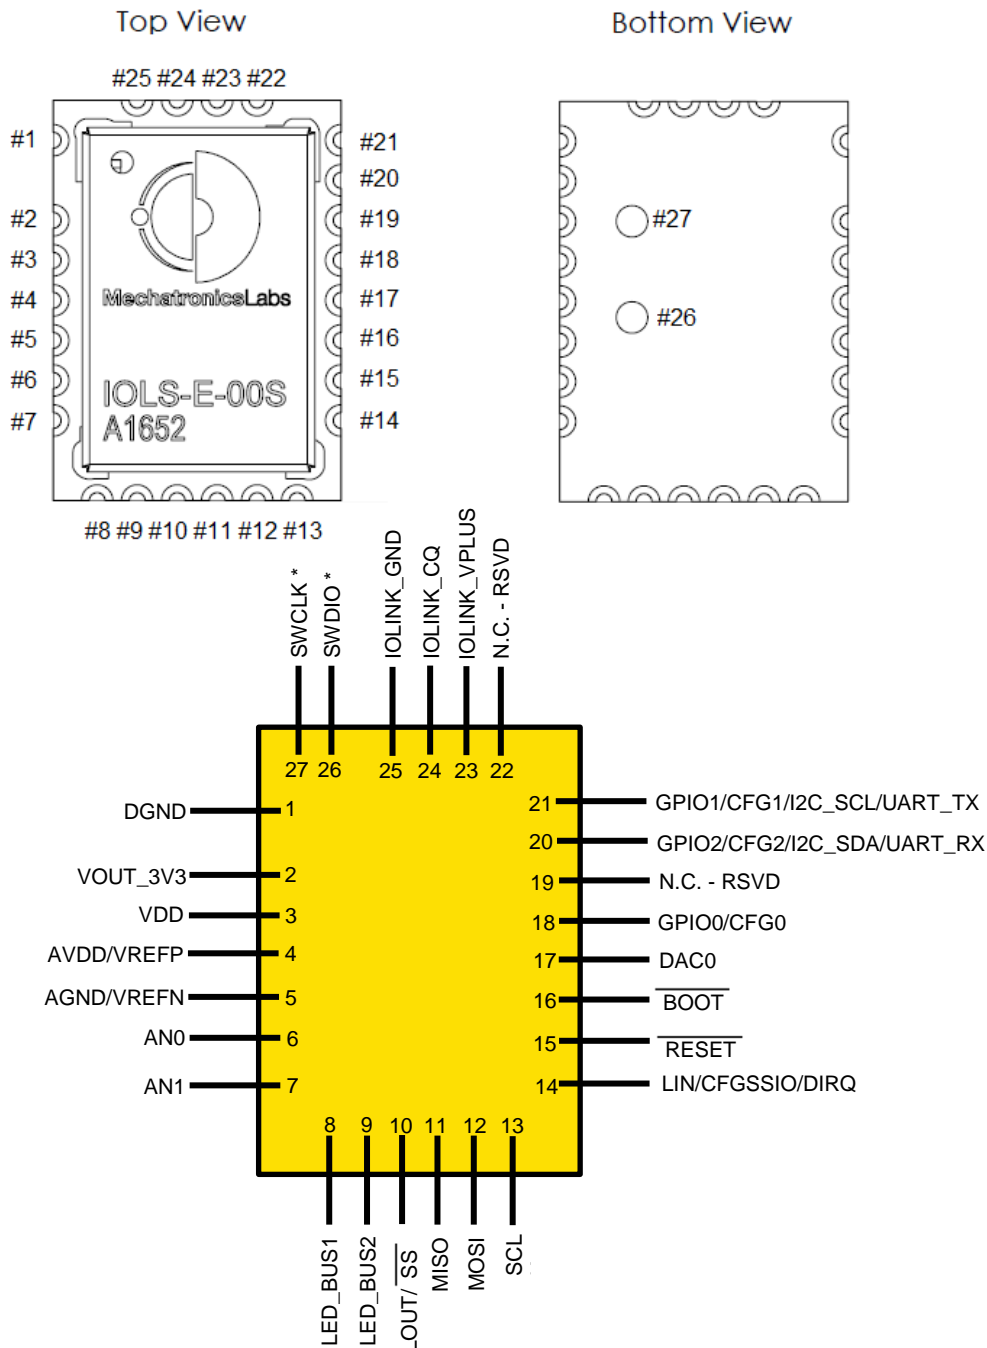 Top View
Bottom View
#25 #24 #23 #22
#1
#21
#20
#2
#19
#27
#3
#18
#4
MechatronicsLabs
#17
#26
#5
#16
#6
IOLS-E-00S
#15
#7
A1652
#14
#8 #9 #10 #11 #12 #13
SWCLK *
SWDIO *
IOLINK_GND
IOLINK_CQ
IOLINK_VPLUS
N.C. - RSVD
27 26 25 24 23 22
DGND 1
21 GPIO1/CFG1/I2C_SCL/UART_TX
20 GPIO2/CFG2/I2C_SDA/UART_RX
VOUT_3V3 2
19 N.C. - RSVD
VDD 3
18 GPIO0/CFG0
AVDD/VREFP 4
17 DAC0
AGND/VREFN 5
16 BOOT
AN0 6
15 RESET
AN1 7
14 LIN/CFGSSIO/DIRQ
8 9 10 11 12 13
LED_BUS1
LED_BUS2
LOUT/ SS
MISO
MOSI
SCL